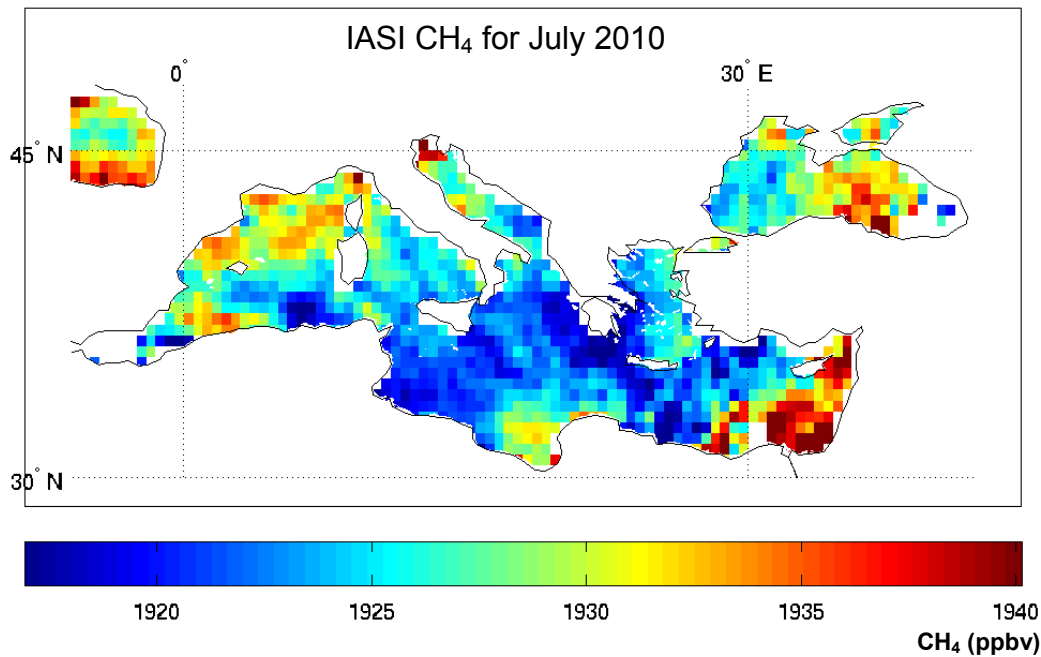 IASI CH₄ for July 2010
0° 30° E
45° N
30° N
1920 1925 1930 1935 1940
CH₄ (ppbv)